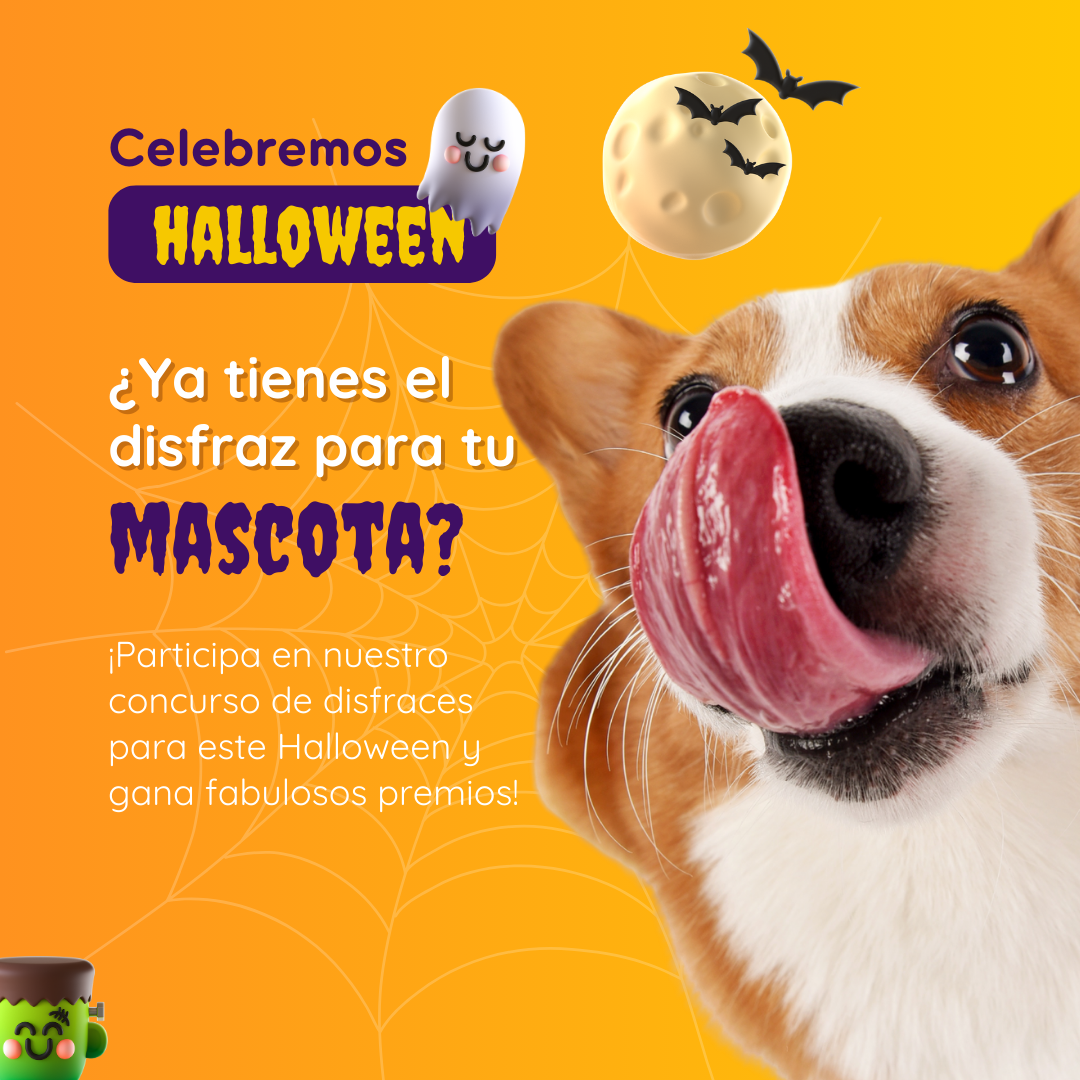 Celebremos
HALLOWEEN
¿Ya tienes el
disfraz para tu
MASCOTA?
¡Participa en nuestro
concurso de disfraces
para este Halloween y
gana fabulosos premios!